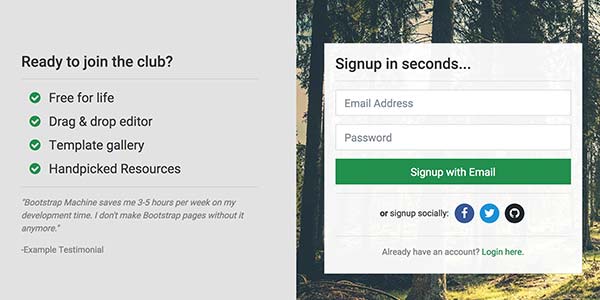 Ready to join the club?
Free for life
Drag & drop editor
Template gallery
Handpicked Resources
"Bootstrap Machine saves me 3-5 hours per week on my
development time. I don't make Bootstrap pages without it
anymore."
-Example Testimonial
Signup in seconds...
Email Address
Password
Signup with Email
or signup socially:
Already have an account? Login here.